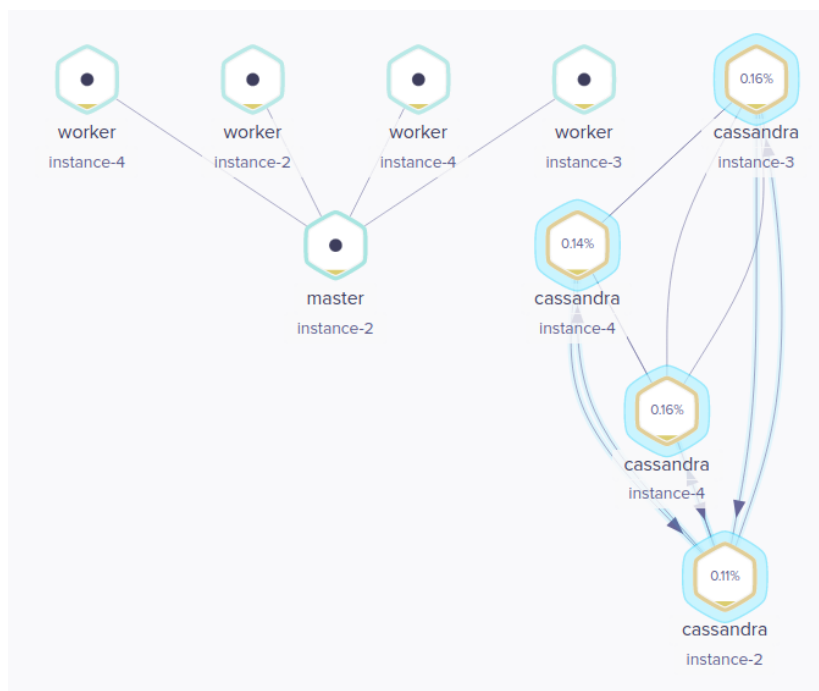 0.16%
worker
worker
worker
worker
cassandra
instance-4
instance-2
instance-4
instance-3
instance-3
0.14%
master
cassandra
instance-2
instance-4
0.16%
cassandra
instance-4
0.11%
cassandra
instance-2